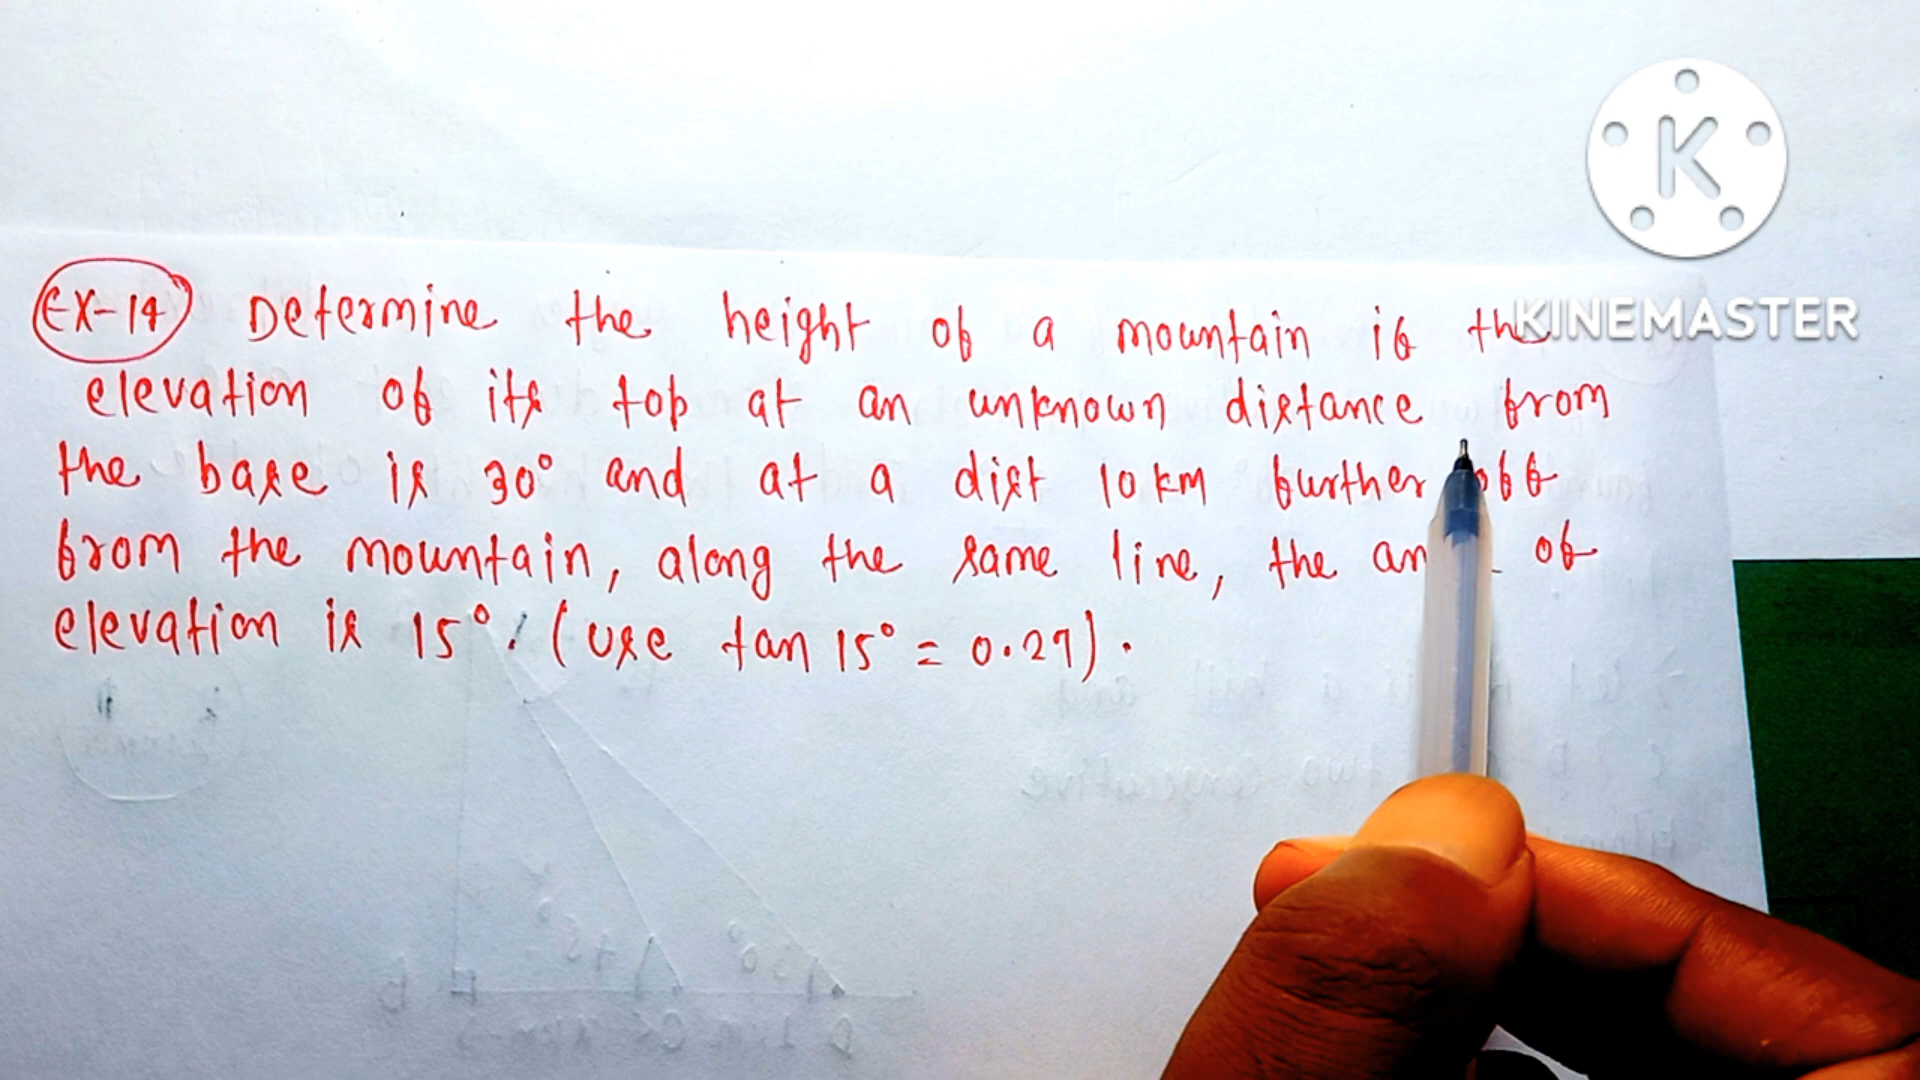 K
KINEMASTER
EX-14 Determine the height of a mountain if the
elevation of its top at an unknown distance from
the base is 30° and at a dist 10 km further off
from the mountain, along the same line, the of
elevation is 15°. (use tan 15° = 0.27).